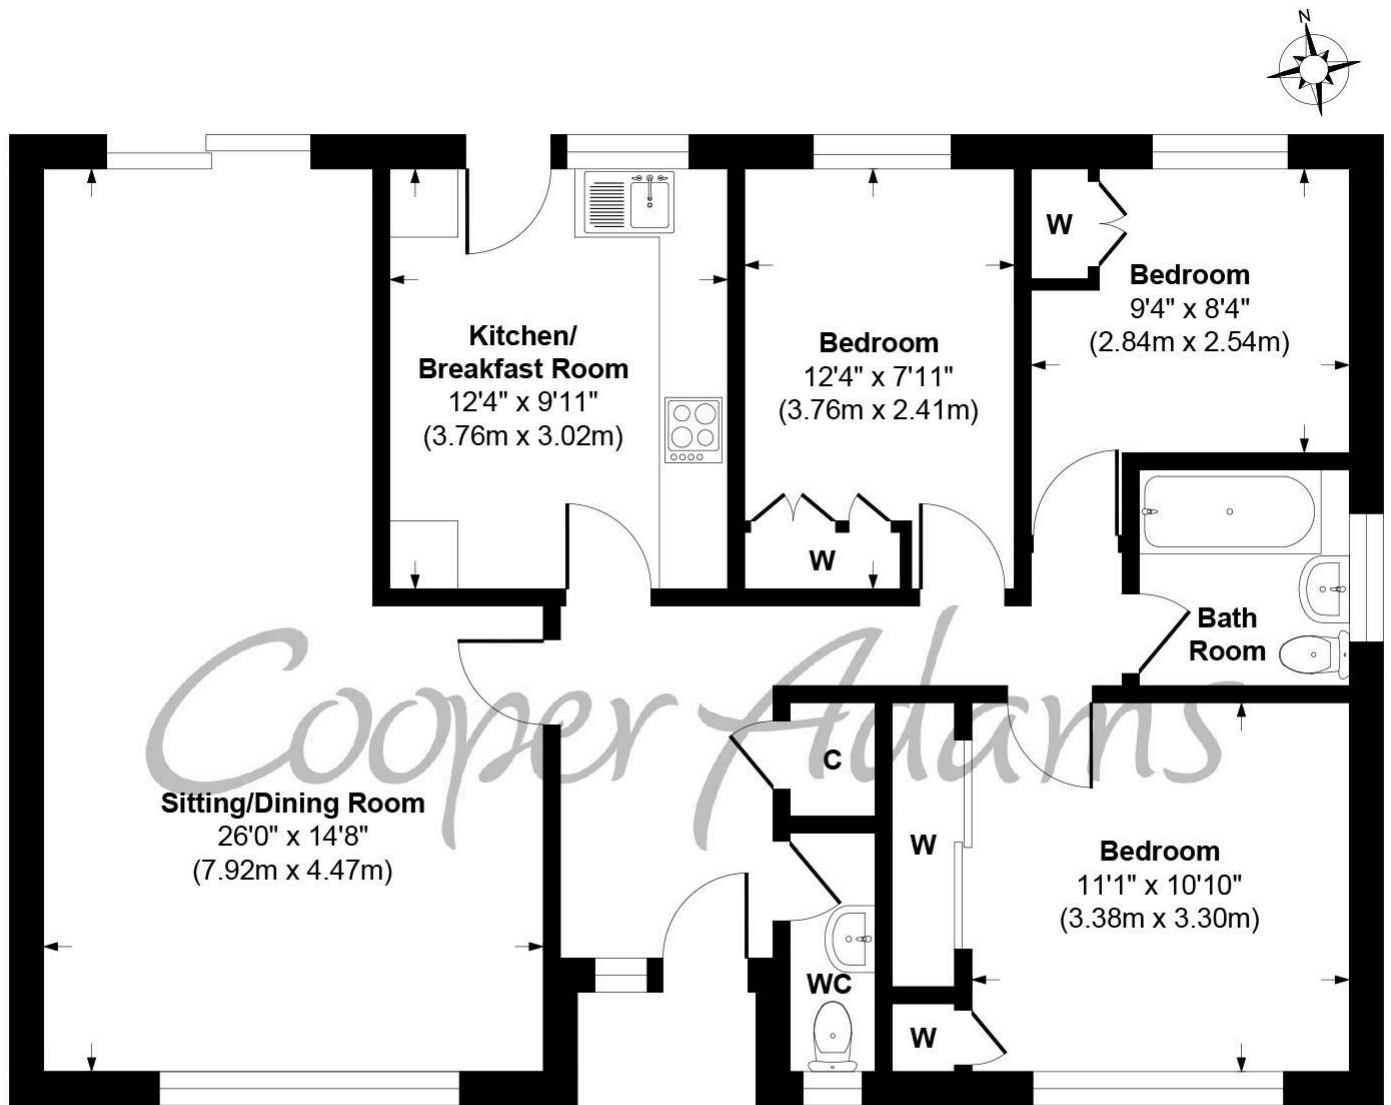 N
Kitchen/
Breakfast Room
12'4" x 9'11"
(3.76m x 3.02m)
Bedroom
12'4" x 7'11"
(3.76m x 2.41m)
W
W
Bedroom
9'4" x 8'4"
(2.84m x 2.54m)
Bath
Room
Cooper Adams
Sitting/Dining Room
26'0" x 14'8"
(7.92m x 4.47m)
C
WC
W
W
Bedroom
11'1" x 10'10"
(3.38m x 3.30m)